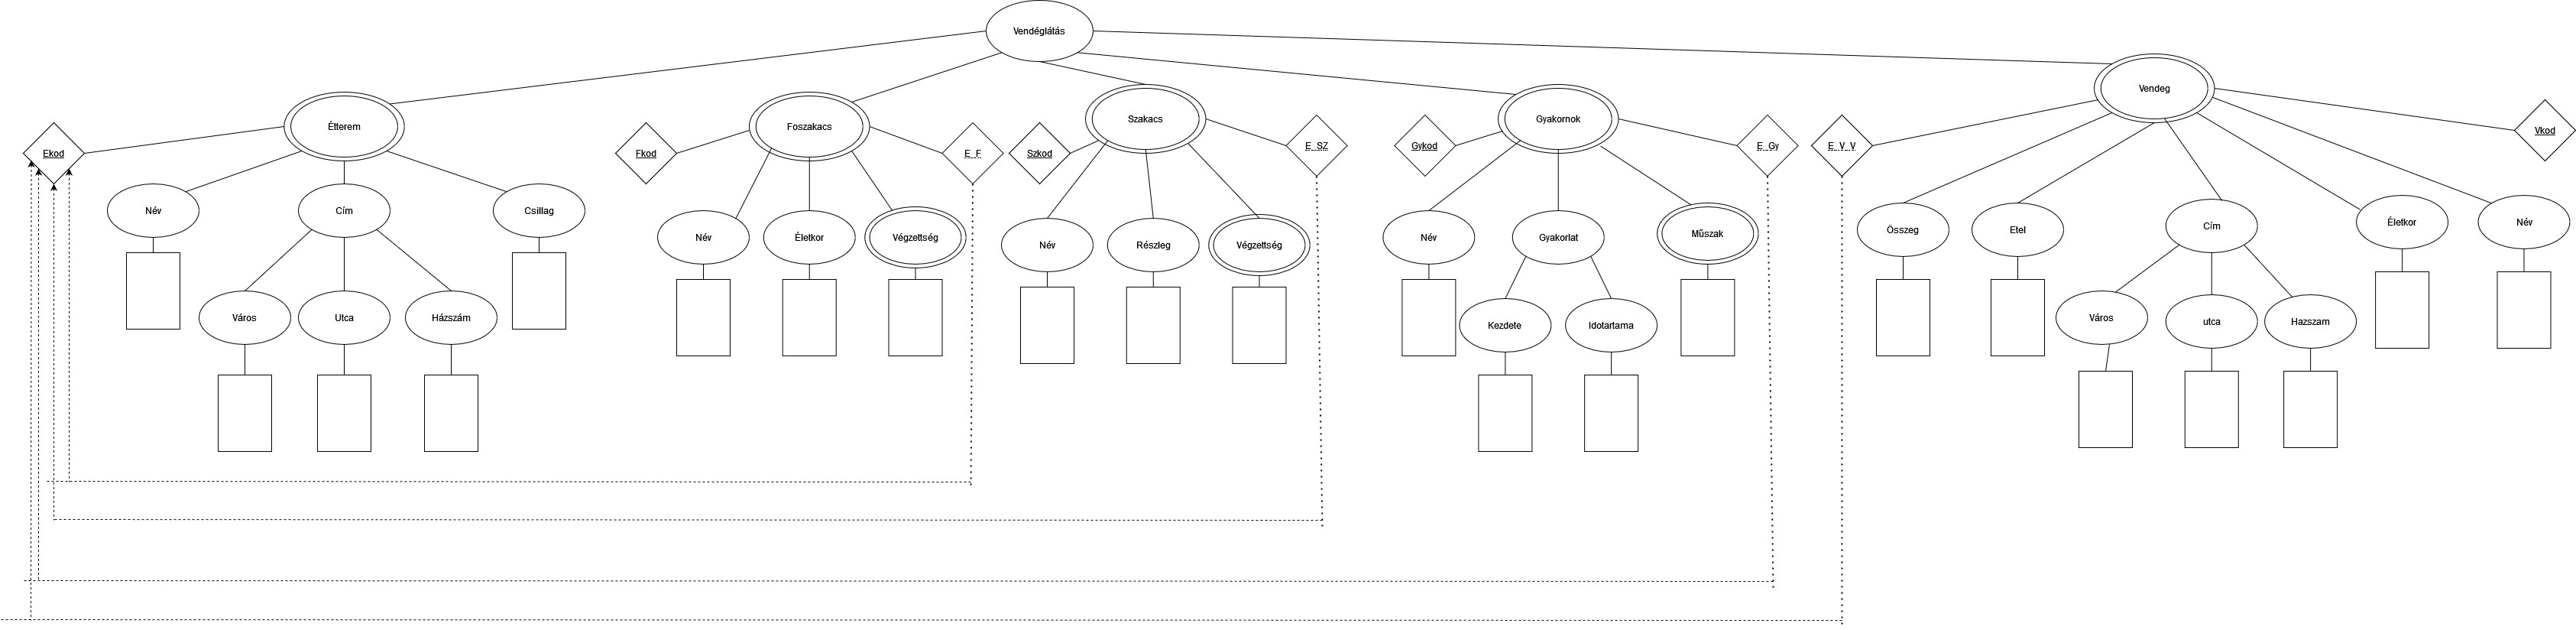 Vendéglátás
Vendeg
Étterem
Foszakacs
Szakacs
Gyakornok
Ekod
Fkod
E_F
Szkod
E_SZ
Gykod
E_Gy
E_V_V
Vkod
Név
Cím
Csillag
Név
Életkor
Végzettség
Név
Részleg
Végzettség
Név
Gyakorlat
Műszak
Összeg
Etel
Cím
Életkor
Név
Város
Utca
Házszám
Kezdete
Idotartama
Város
utca
Hazszam